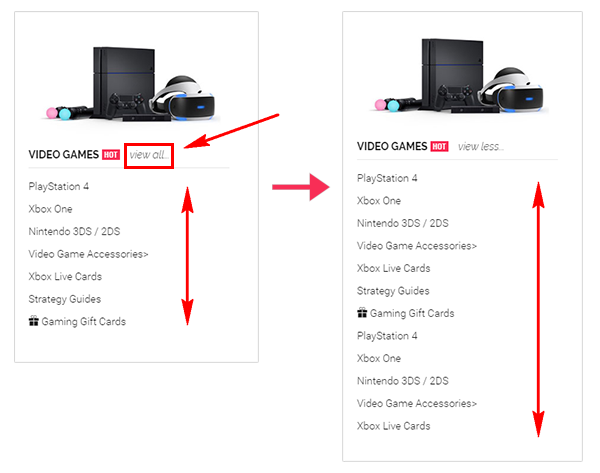 VIDEO GAMES HOT view all...
PlayStation 4
Xbox One
Nintendo 3DS / 2DS
Video Game Accessories>
Xbox Live Cards
Strategy Guides
Gaming Gift Cards
VIDEO GAMES HOT view less...
PlayStation 4
Xbox One
Nintendo 3DS / 2DS
Video Game Accessories>
Xbox Live Cards
Strategy Guides
Gaming Gift Cards
PlayStation 4
Xbox One
Nintendo 3DS / 2DS
Video Game Accessories>
Xbox Live Cards